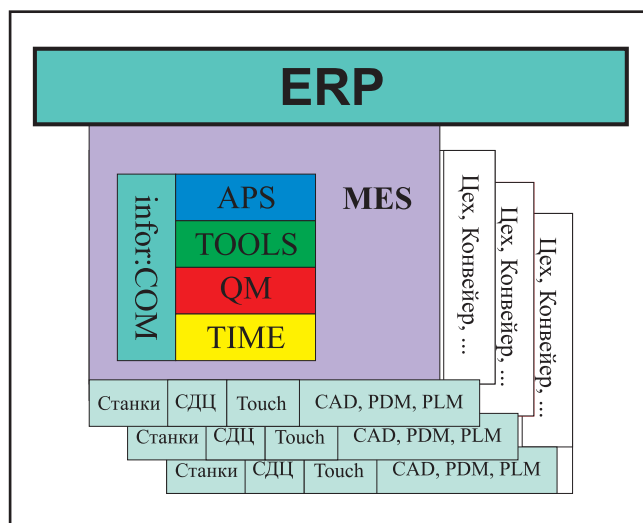 ERP
MES
infor:COM
APS
TOOLS
QM
TIME
Цех, Конвейер, ...
Цех, Конвейер, ...
Цех, Конвейер, ...
Станки СДЦ Touch CAD, PDM, PLM
Станки СДЦ Touch CAD, PDM, PLM
Станки СДЦ Touch CAD, PDM, PLM